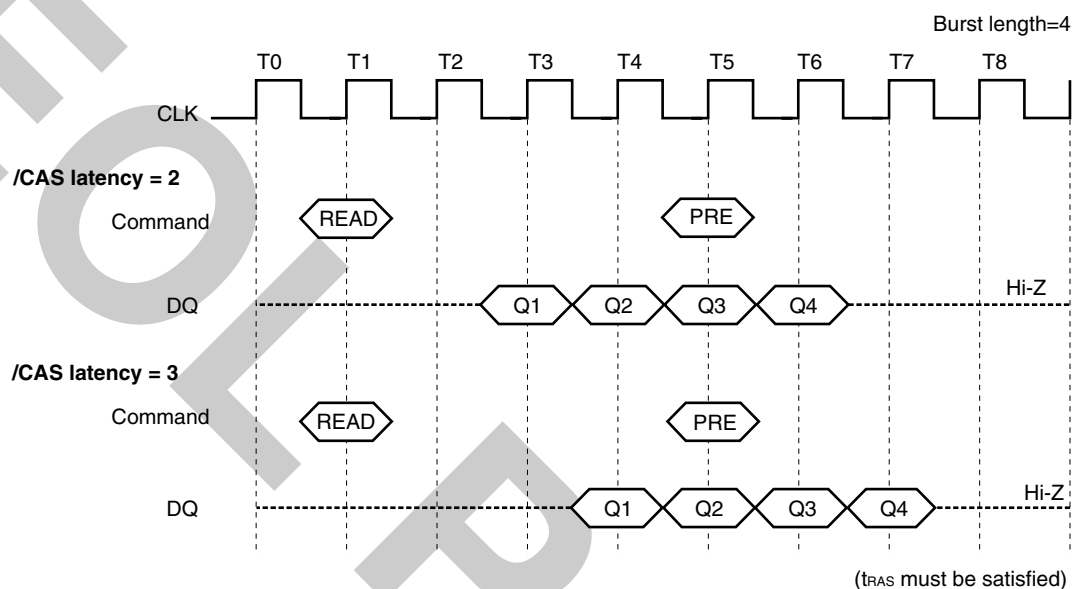 Burst length=4
T0 T1 T2 T3 T4 T5 T6 T7 T8
CLK
/CAS latency = 2
Command READ PRE
DQ Q1 Q2 Q3 Q4 Hi-Z
/CAS latency = 3
Command READ PRE
DQ Q1 Q2 Q3 Q4 Hi-Z
(tRAS must be satisfied)